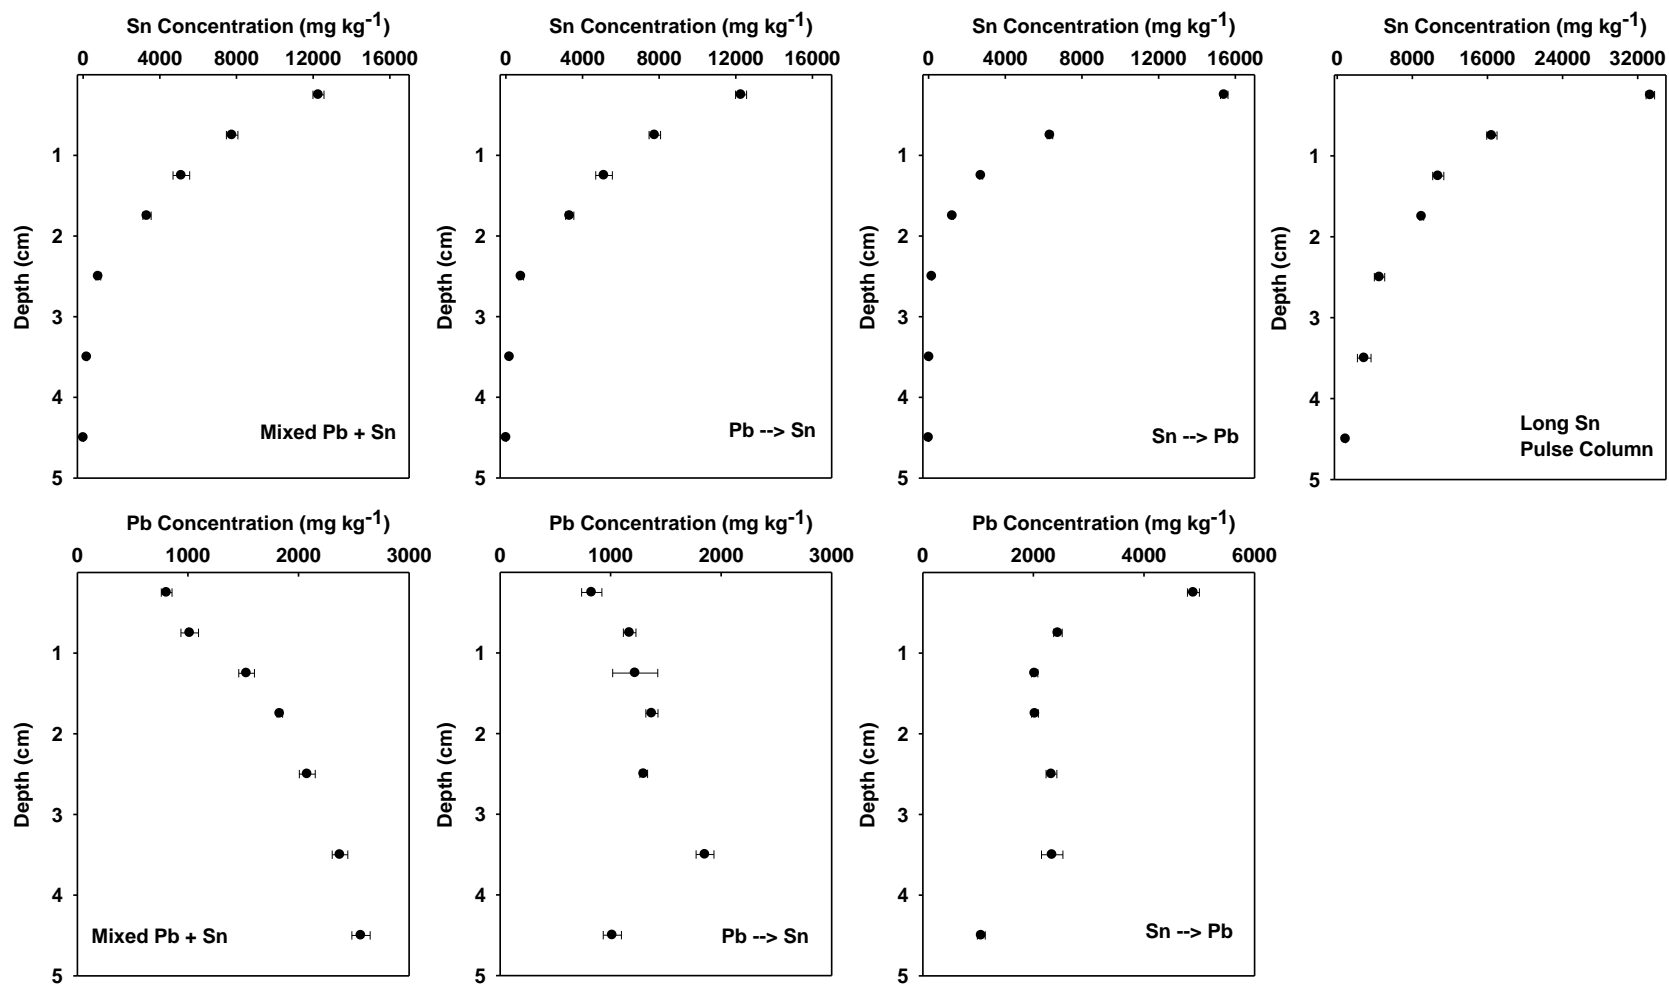 Sn Concentration (mg kg-1)
0 4000 8000 12000 16000
Depth (cm)
1
2
3
4
5
Mixed Pb + Sn
Sn Concentration (mg kg-1)
0 4000 8000 12000 16000
Depth (cm)
1
2
3
4
5
Pb --> Sn
Sn Concentration (mg kg-1)
0 4000 8000 12000 16000
Depth (cm)
1
2
3
4
5
Sn --> Pb
Sn Concentration (mg kg-1)
0 8000 16000 24000 32000
Depth (cm)
1
2
3
4
5
Long Sn
Pulse Column
Pb Concentration (mg kg-1)
0 1000 2000 3000
Depth (cm)
1
2
3
4
5
Mixed Pb + Sn
Pb Concentration (mg kg-1)
0 1000 2000 3000
Depth (cm)
1
2
3
4
5
Pb --> Sn
Pb Concentration (mg kg-1)
0 2000 4000 6000
Depth (cm)
1
2
3
4
5
Sn --> Pb